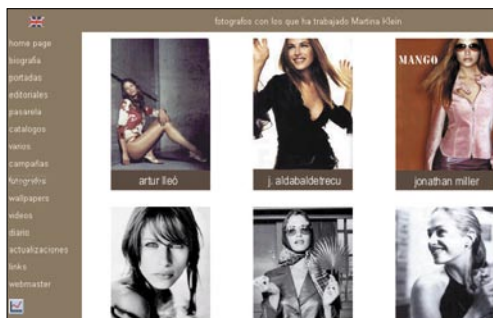 fotografos con los que ha trabajado Martina Klein
home page
biografia
portadas
editoriales
pasarela
catalogos
varios
campañas
fotografos
wallpapers
videos
diario
actualizaciones
links
webmaster
MANGO
artur lleó
j. aldabaldetrecu
jonathan miller